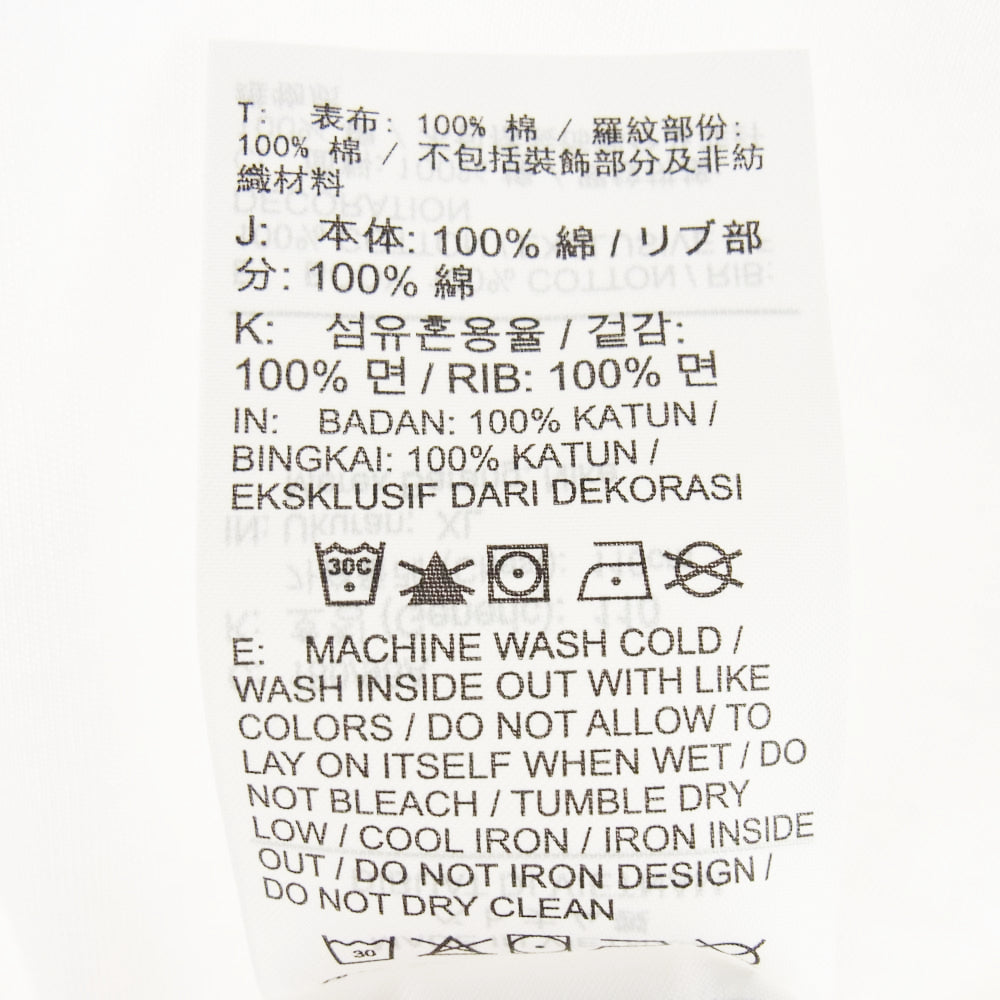 T: 表布: 100% 棉 / 羅紋部份:
100% 棉 / 不包括裝飾部分及非紡
織材料
J: 本体: 100% 綿 / リブ部
分: 100% 綿
K: 섬유혼용율 / 겉감:
100% 면 / RIB: 100% 면
IN: BADAN: 100% KATUN /
BINGKAI: 100% KATUN /
EKSKLUSIF DARI DEKORASI
30C
E: MACHINE WASH COLD /
WASH INSIDE OUT WITH LIKE
COLORS / DO NOT ALLOW TO
LAY ON ITSELF WHEN WET / DO
NOT BLEACH / TUMBLE DRY
LOW / COOL IRON / IRON INSIDE
OUT / DO NOT IRON DESIGN /
DO NOT DRY CLEAN
30